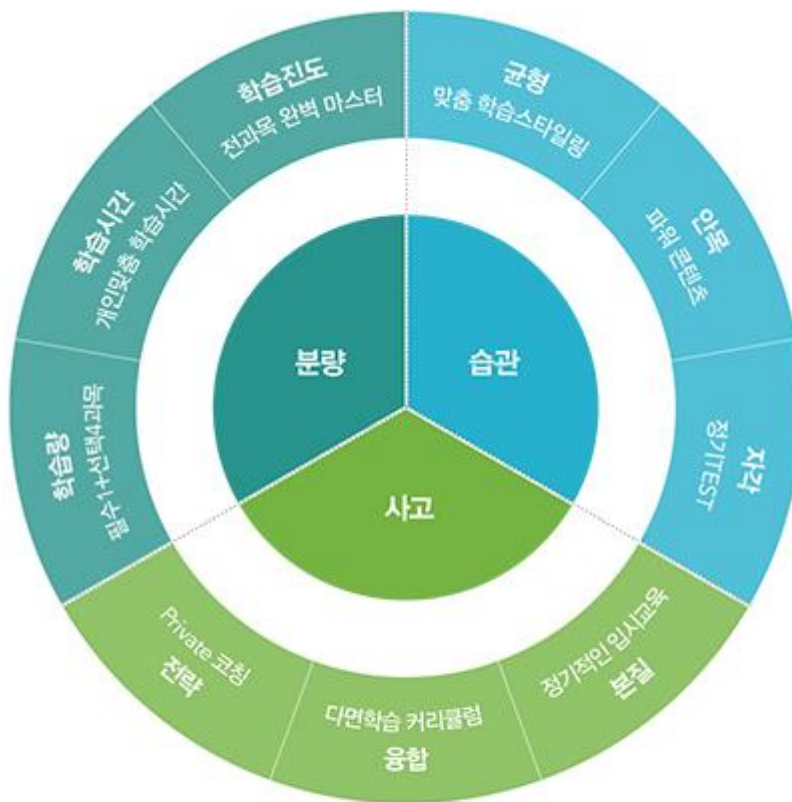 학습진도
전과목 완벽 마스터
균형
맞춤 학습스타일링
안목
파워 콘텐츠
자각
정기TEST
정기적인 입시교육
본질
다면학습 커리큘럼
융합
Private 코칭
전략
학습량
필수1+선택4과목
학습시간
개인맞춤 학습시간
분량
습관
사고